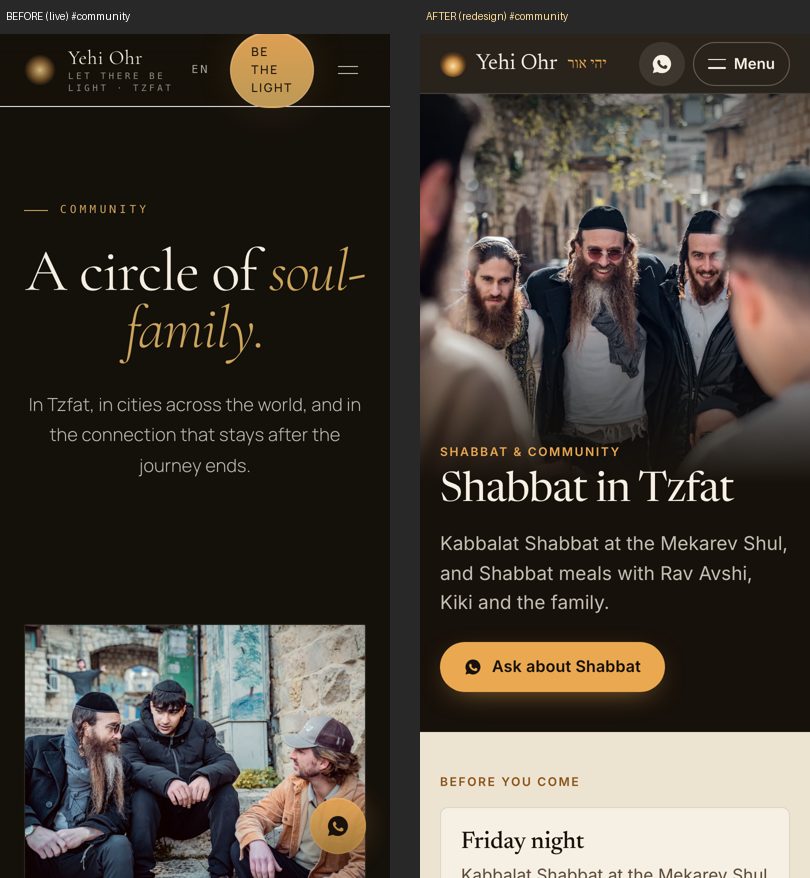 BEFORE (live) #community
Yehi Ohr
LET THERE BE
LIGHT · TZFAT
EN
BE
THE
LIGHT
COMMUNITY
A circle of soul-
family.
In Tzfat, in cities across the world, and in
the connection that stays after the
journey ends.
AFTER (redesign) #community
Yehi Ohr יהי אור
Menu
SHABBAT & COMMUNITY
Shabbat in Tzfat
Kabbalat Shabbat at the Mekarev Shul,
and Shabbat meals with Rav Avshi,
Kiki and the family.
Ask about Shabbat
BEFORE YOU COME
Friday night
Kabbalat Shabbat at the Mekarev Shul